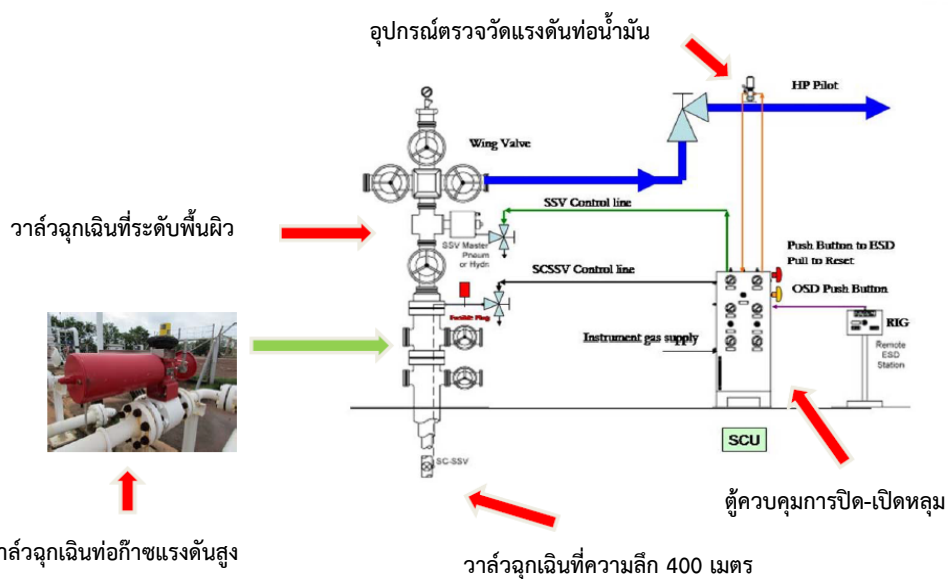 อุปกรณ์ตรวจวัดแรงดันท่อน้ำมัน
HP Pilot
Wing Valve
SSV Control line
วาล์วฉุกเฉินที่ระดับพื้นผิว
SSV Master
Pneum
or Hydri
Push Button to ESD
Pull to Reset
SCSSV Control line
OSD Push Button
Fusible Plug
RIG
Instrument gas supply
Remote
ESD
Station
SCU
SC-SSV
ตู้ควบคุมการปิด-เปิดหลุม
าล์วฉุกเฉินท่อก๊าซแรงดันสูง
วาล์วฉุกเฉินที่ความลึก 400 เมตร